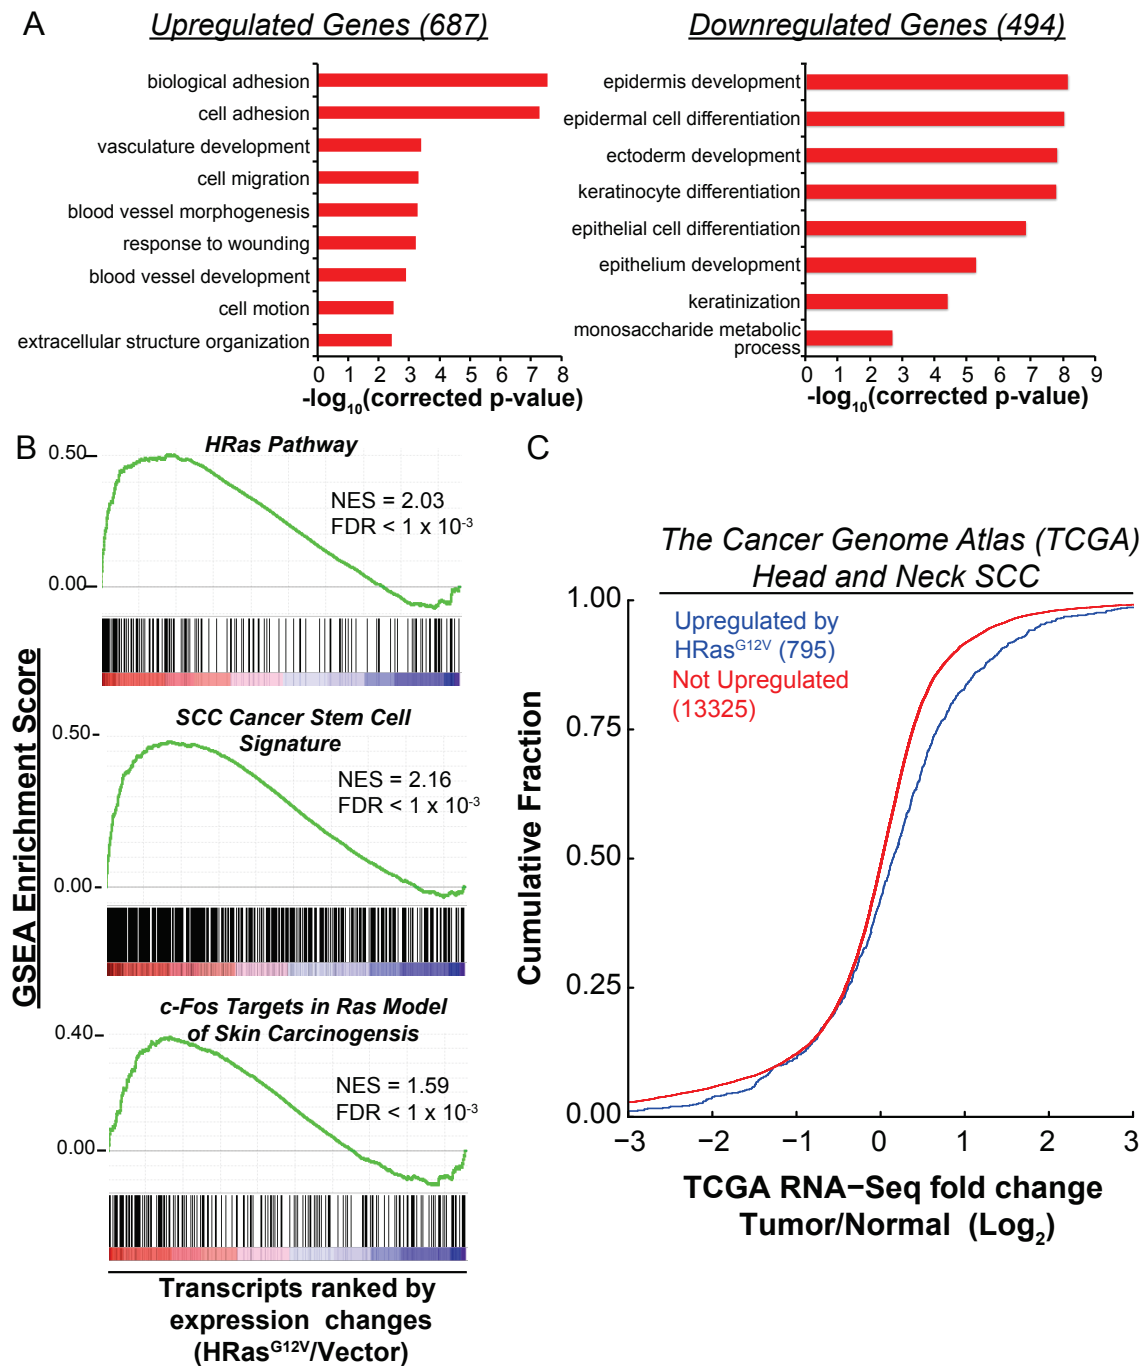 A
Upregulated Genes (687)
biological adhesion
cell adhesion
vasculature development
cell migration
blood vessel morphogenesis
response to wounding
blood vessel development
cell motion
extracellular structure organization
0 1 2 3 4 5 6 7 8
-log10(corrected p-value)
Downregulated Genes (494)
epidermis development
epidermal cell differentiation
ectoderm development
keratinocyte differentiation
epithelial cell differentiation
epithelium development
keratinization
monosaccharide metabolic
process
0 1 2 3 4 5 6 7 8 9
-log10(corrected p-value)
B
GSEA Enrichment Score
HRas Pathway
0.50
NES = 2.03
FDR < 1 x 10-3
0.00
SCC Cancer Stem Cell
Signature
0.50
NES = 2.16
FDR < 1 x 10-3
0.00
c-Fos Targets in Ras Model
of Skin Carcinogensis
0.40
NES = 1.59
FDR < 1 x 10-3
0.00
Transcripts ranked by
expression changes
(HRasG12V/Vector)
C
The Cancer Genome Atlas (TCGA)
Head and Neck SCC
Upregulated by
HRasG12V (795)
Not Upregulated
(13325)
Cumulative Fraction
1.00
0.75
0.50
0.25
0.00
−3 −2 −1 0 1 2 3
TCGA RNA−Seq fold change
Tumor/Normal (Log2)